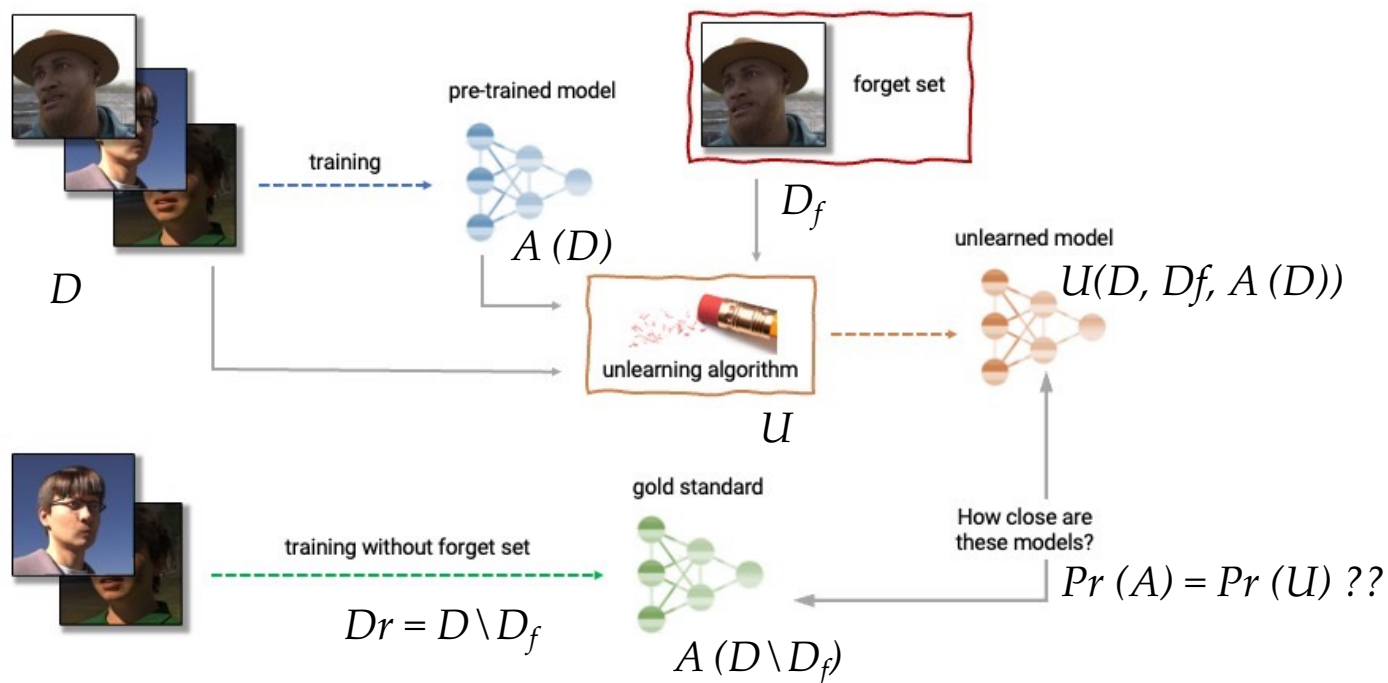 pre-trained model
forget set
training
D_f
A (D)
unlearned model
U(D, Df, A (D))
D
unlearning algorithm
U
gold standard
How close are
these models?
training without forget set
Pr (A) = Pr (U) ??
Dr = D\D_f
A (D\D_f)